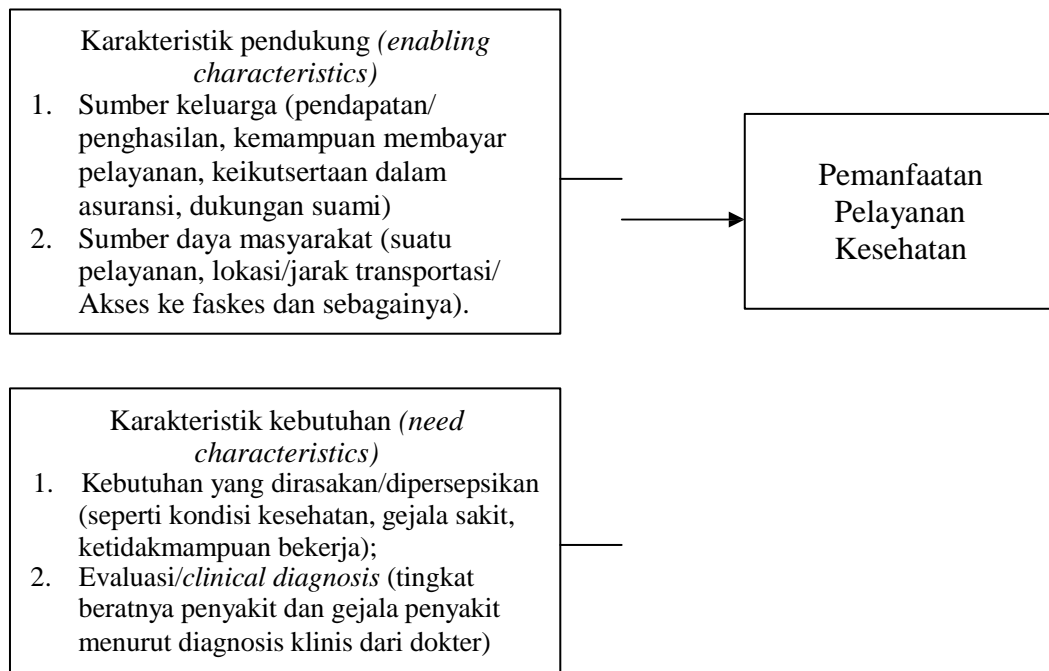 Karakteristik pendukung (enabling
characteristics)
1. Sumber keluarga (pendapatan/
penghasilan, kemampuan membayar
pelayanan, keikutsertaan dalam
asuransi, dukungan suami)
2. Sumber daya masyarakat (suatu
pelayanan, lokasi/jarak transportasi/
Akses ke faskes dan sebagainya).
Pemanfaatan
Pelayanan
Kesehatan
Karakteristik kebutuhan (need
characteristics)
1. Kebutuhan yang dirasakan/dipersepsikan
(seperti kondisi kesehatan, gejala sakit,
ketidakmampuan bekerja);
2. Evaluasi/clinical diagnosis (tingkat
beratnya penyakit dan gejala penyakit
menurut diagnosis klinis dari dokter)